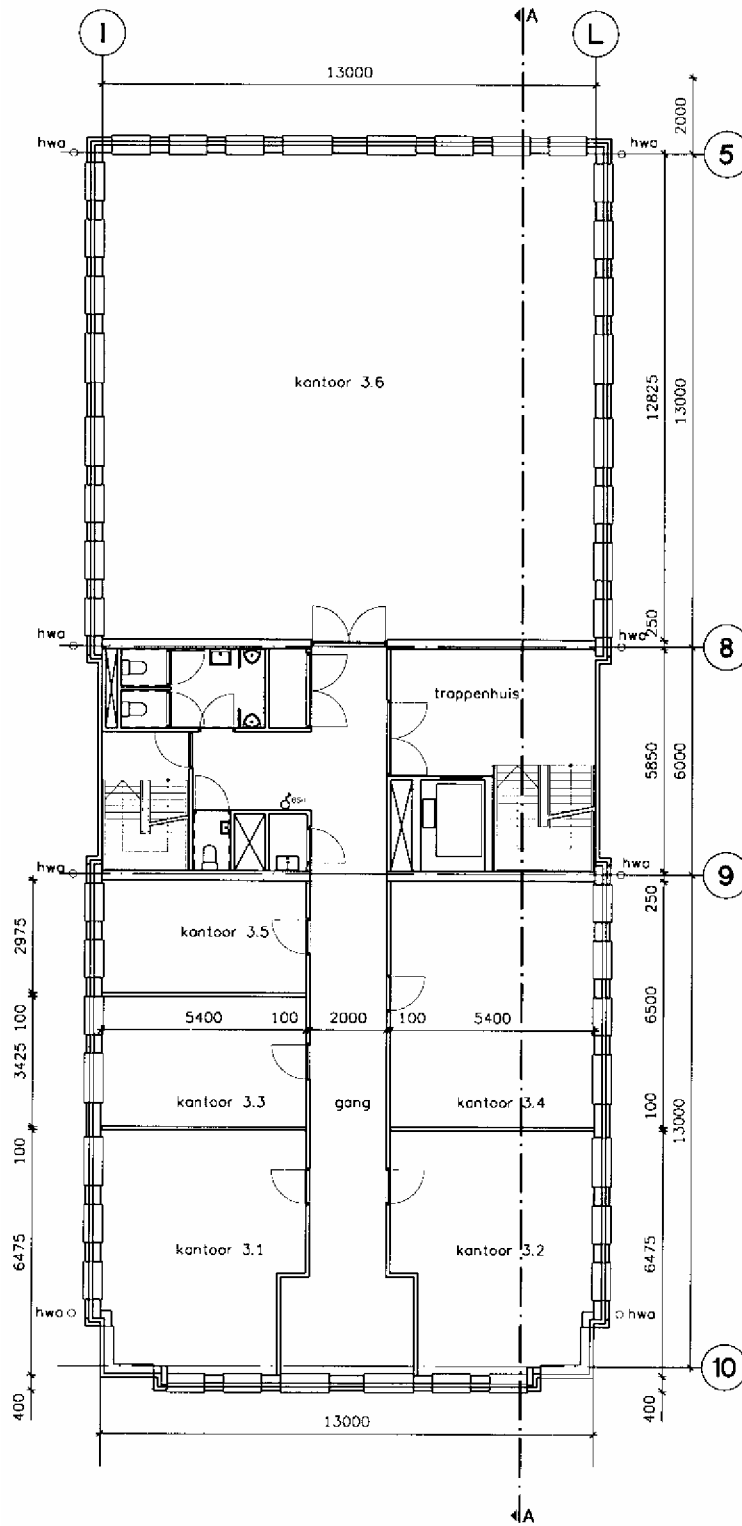 A
I
L
13000
2000
hwa
hwa
5
kantoor 3.6
12825
13000
hwa
250
hwa
8
trappenhuis
5850
6000
BSH
hwa
hwa
9
2975
kantoor 3.5
250
100
5400
100
2000
100
5400
6500
3425
kantoor 3.3
gang
kantoor 3.4
100
13000
100
6475
kantoor 3.1
kantoor 3.2
6475
hwa
hwa
10
400
13000
400
A